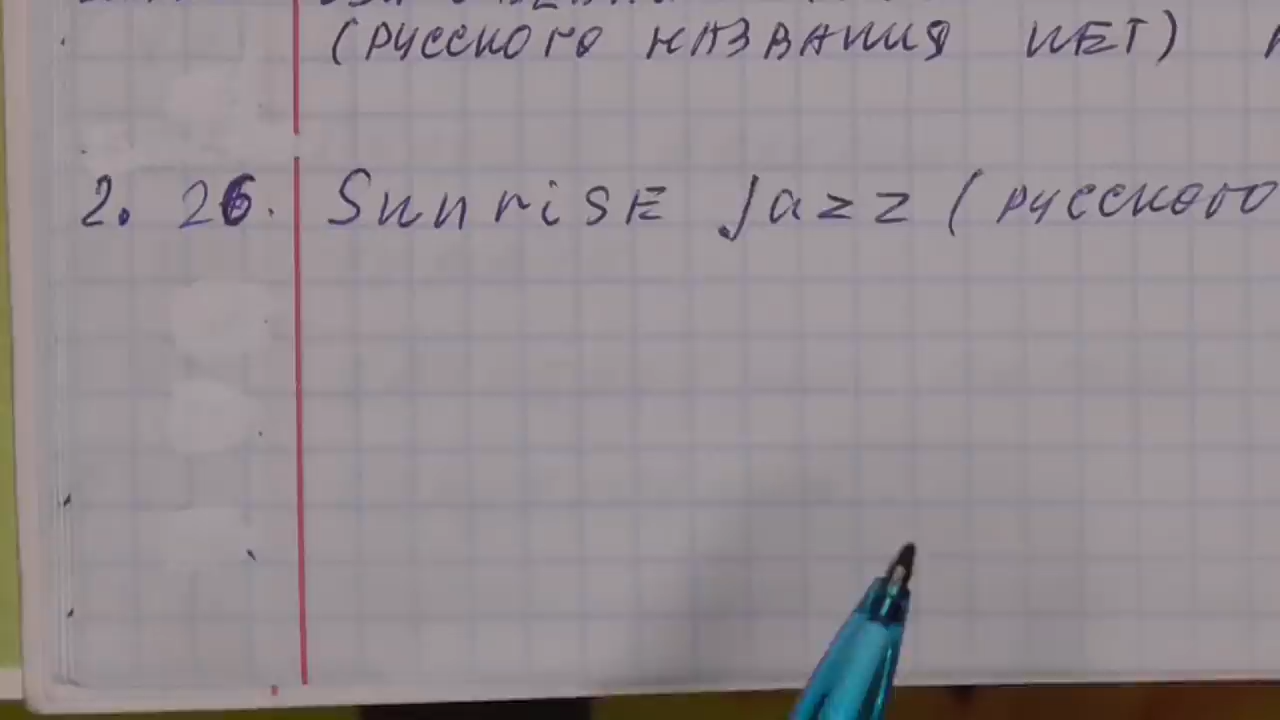 (русского названия нет)
2. 26. Sunrise Jazz (русского